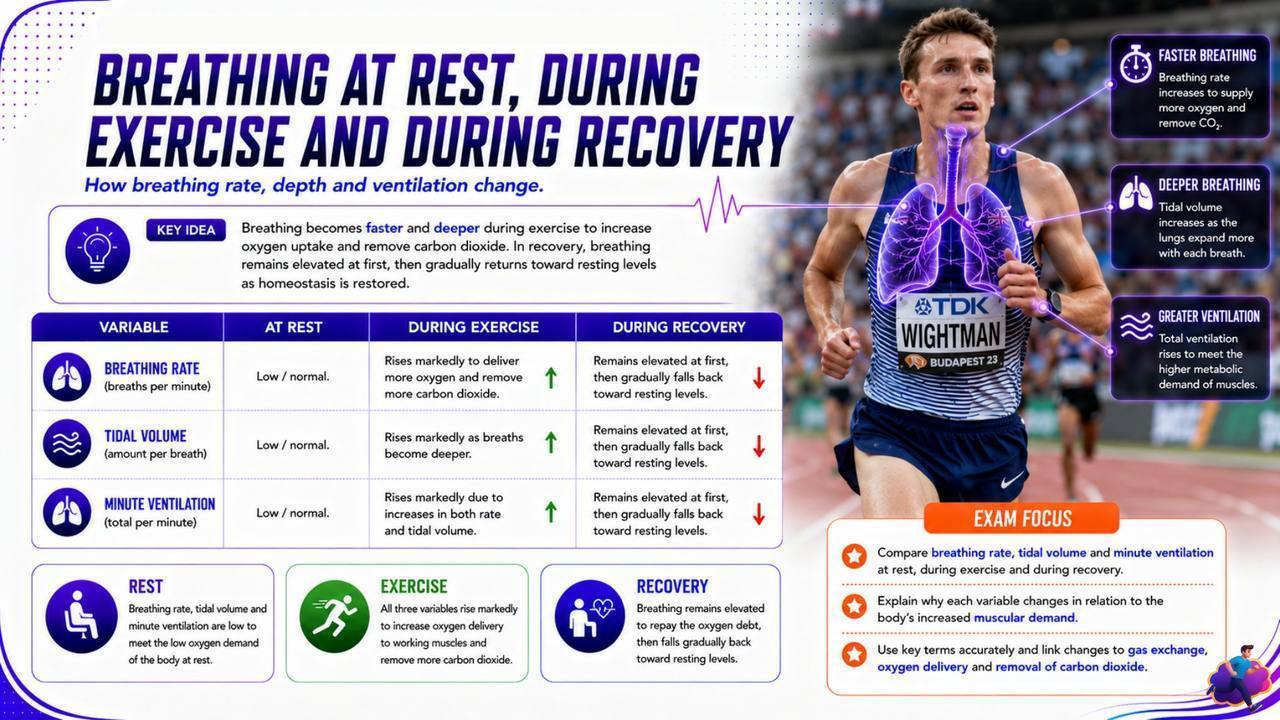 BREATHING AT REST, DURING
EXERCISE AND DURING RECOVERY
How breathing rate, depth and ventilation change.
KEY IDEA
Breathing becomes faster and deeper during exercise to increase
oxygen uptake and remove carbon dioxide. In recovery, breathing
remains elevated at first, then gradually returns toward resting levels
as homeostasis is restored.
VARIABLE
AT REST
DURING EXERCISE
DURING RECOVERY
BREATHING RATE
(breaths per minute)
Low / normal.
Rises markedly to deliver
more oxygen and remove
more carbon dioxide.
Remains elevated at first,
then gradually falls back
toward resting levels.
TIDAL VOLUME
(amount per breath)
Low / normal.
Rises markedly as breaths
become deeper.
Remains elevated at first,
then gradually falls back
toward resting levels.
MINUTE VENTILATION
(total per minute)
Low / normal.
Rises markedly due to
increases in both rate
and tidal volume.
Remains elevated at first,
then gradually falls back
toward resting levels.
REST
Breathing rate, tidal volume and
minute ventilation are low to
meet the low oxygen demand
of the body at rest.
EXERCISE
All three variables rise markedly
to increase oxygen delivery
to working muscles and
remove more carbon dioxide.
RECOVERY
Breathing remains elevated
to repay the oxygen debt,
then falls gradually back
toward resting levels.
FASTER BREATHING
Breathing rate
increases to supply
more oxygen and
remove CO₂.
DEEPER BREATHING
Tidal volume
increases as the
lungs expand more
with each breath.
GREATER VENTILATION
Total ventilation
rises to meet the
higher metabolic
demand of muscles.
TDK
WIGHTMAN
BUDAPEST 23
EXAM FOCUS
Compare breathing rate, tidal volume and minute ventilation
at rest, during exercise and during recovery.
Explain why each variable changes in relation to the
body's increased muscular demand.
Use key terms accurately and link changes to gas exchange,
oxygen delivery and removal of carbon dioxide.